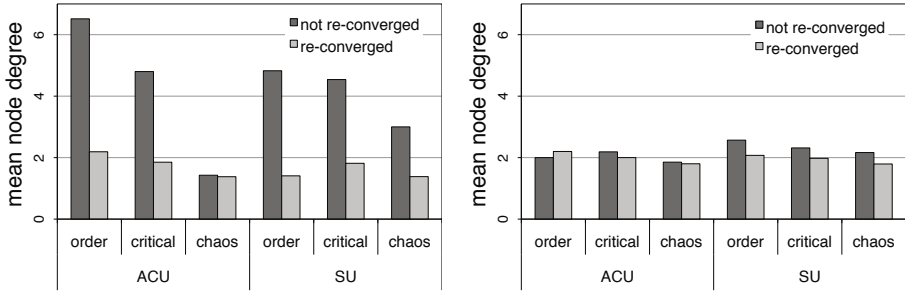 mean node degree
6
4
2
0
not re-converged
re-converged
order critical chaos order critical chaos
ACU SU
mean node degree
6
4
2
0
not re-converged
re-converged
order critical chaos order critical chaos
ACU SU